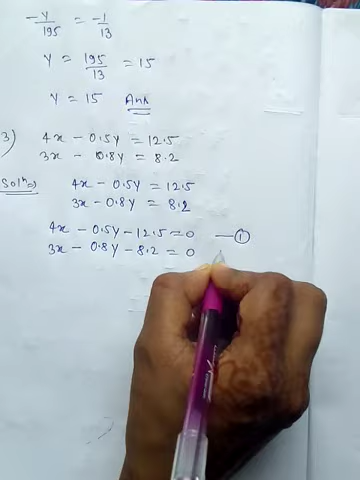 -Y/195 = -1/13
Y = 195/13 = 15
Y = 15 Ans
3) 4x - 0.5Y = 12.5
3x - 0.8Y = 8.2
Solⁿ⇒ 4x - 0.5Y = 12.5
3x - 0.8Y = 8.2
4x - 0.5Y - 12.5 = 0 —①
3x - 0.8Y - 8.2 = 0